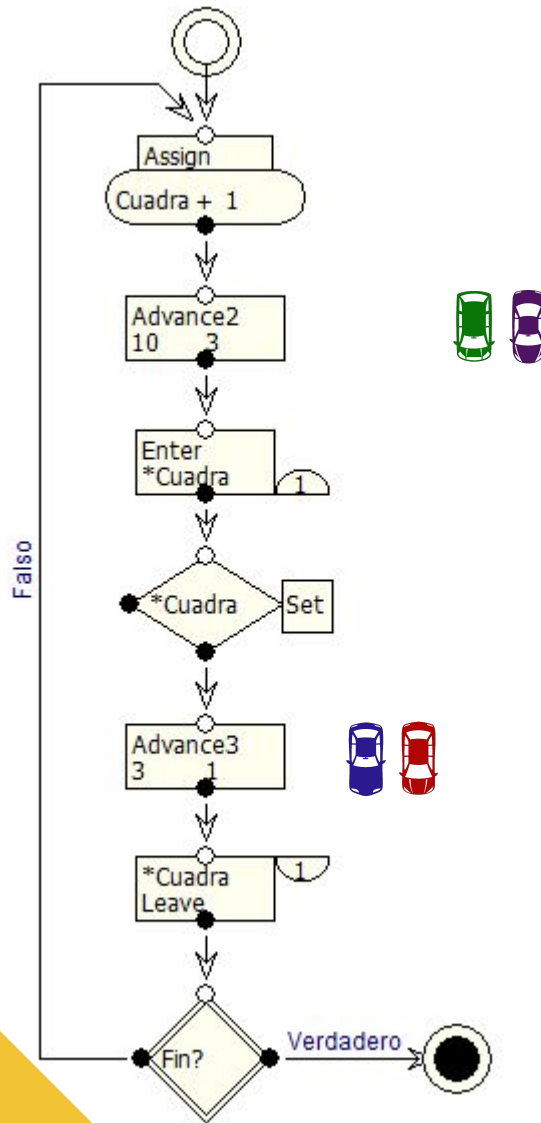 Assign
Cuadra + 1
Advance2
10 3
Enter
*Cuadra
1
Falso
*Cuadra
Set
Advance3
3 1
*Cuadra
Leave
1
Fin?
Verdadero